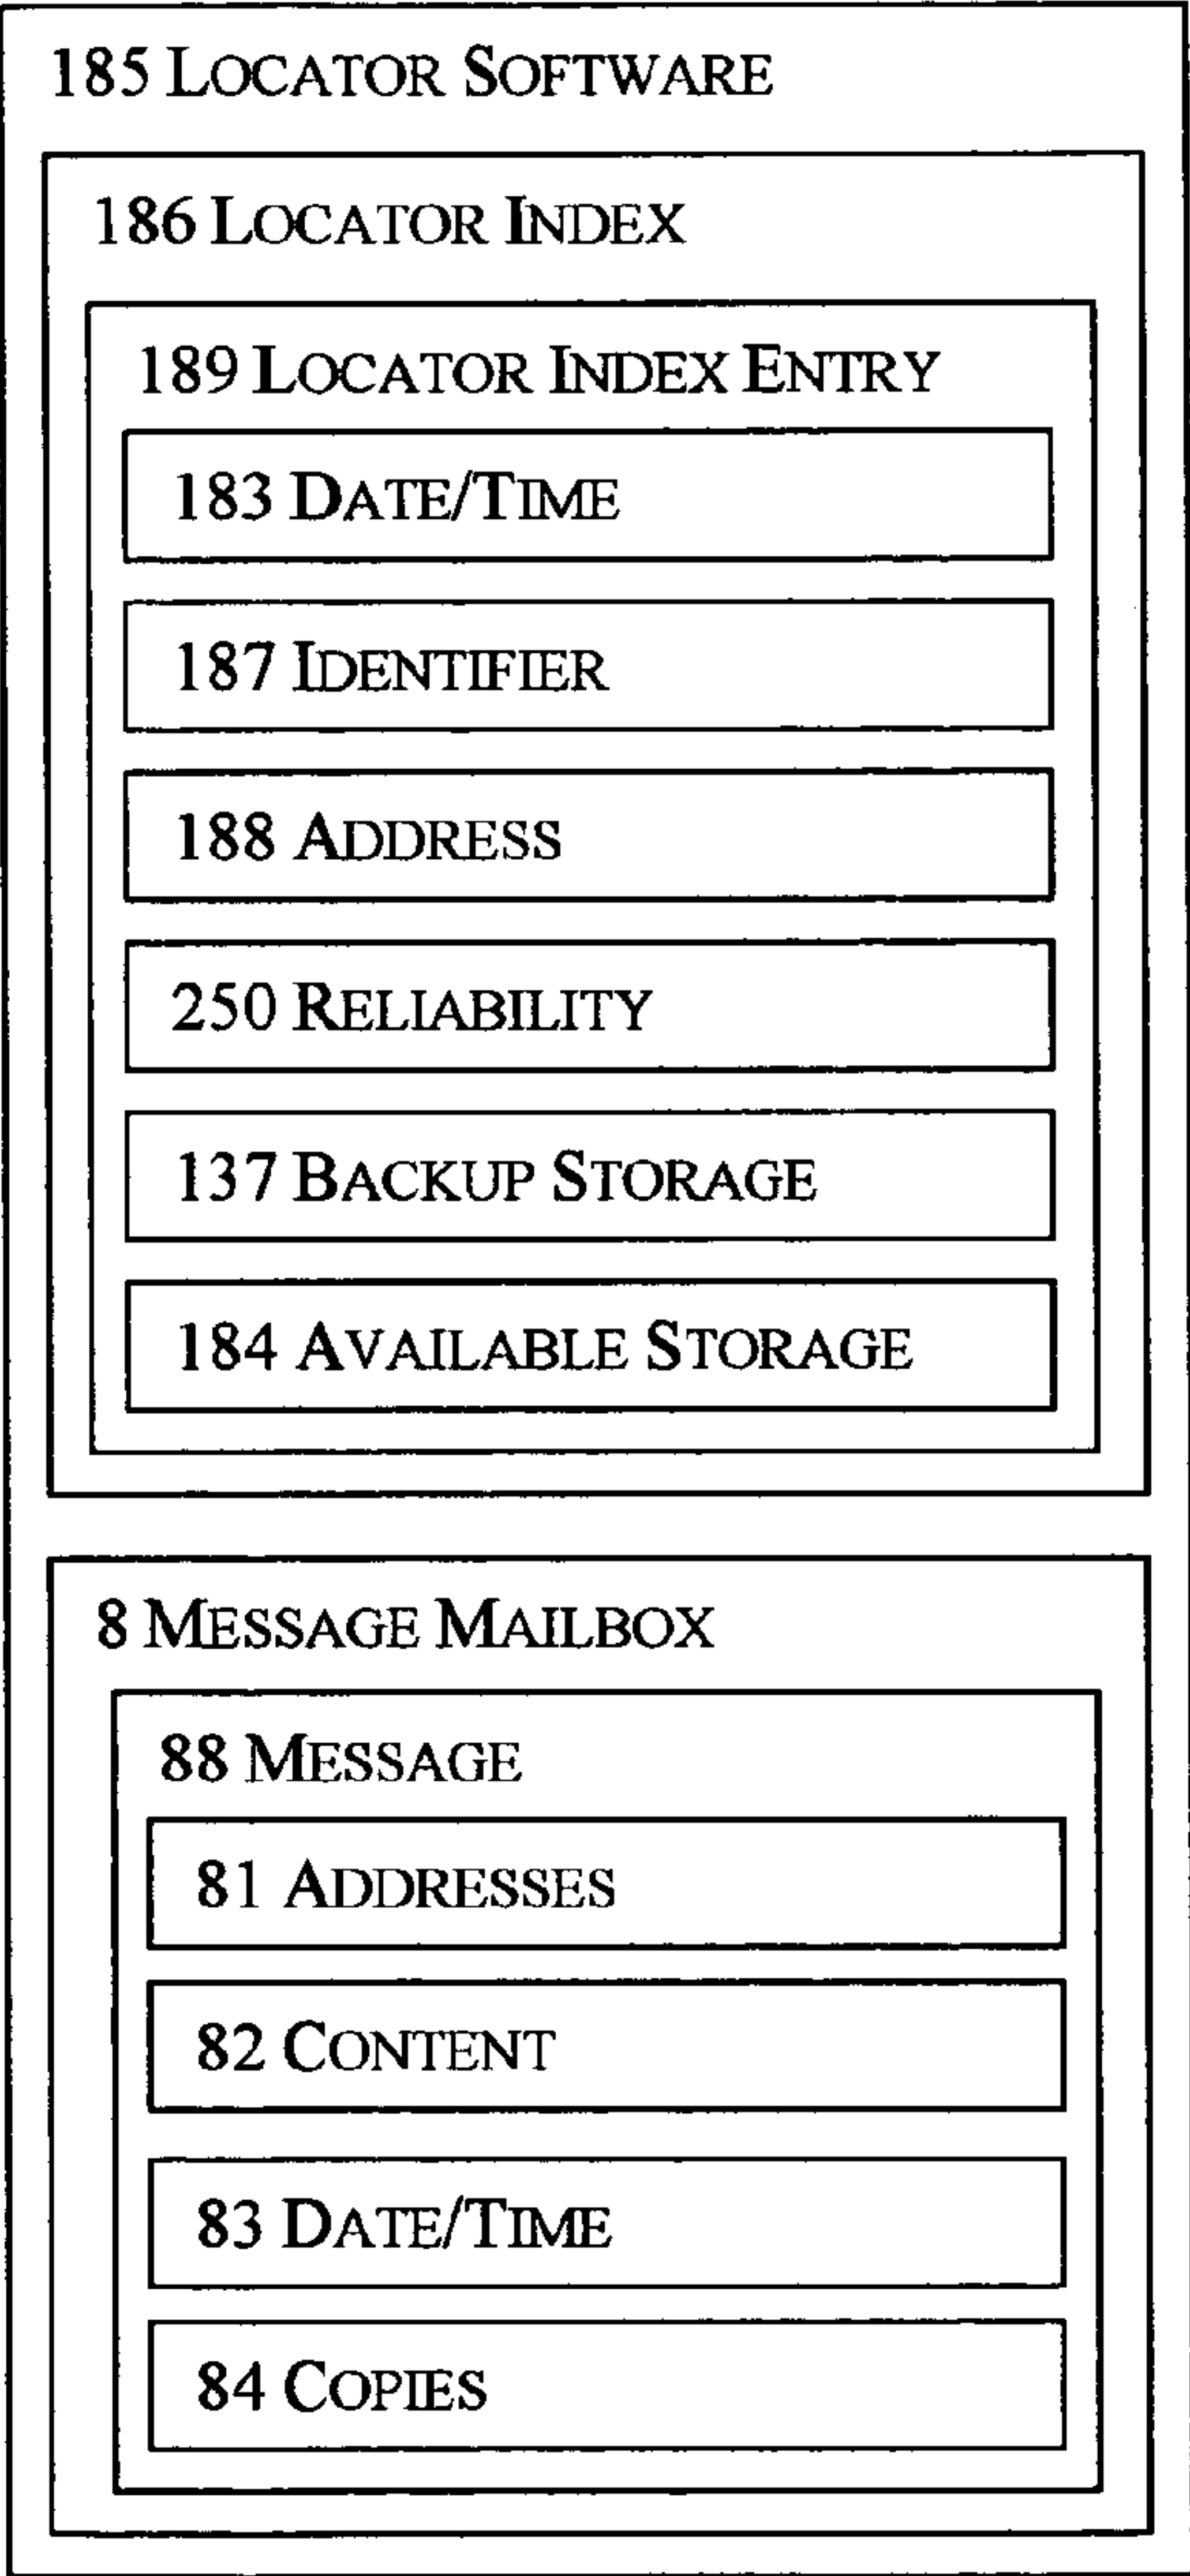 185 LOCATOR SOFTWARE
186 LOCATOR INDEX
189 LOCATOR INDEX ENTRY
183 DATE/TIME
187 IDENTIFIER
188 ADDRESS
250 RELIABILITY
137 BACKUP STORAGE
184 AVAILABLE STORAGE
8 MESSAGE MAILBOX
88 MESSAGE
81 ADDRESSES
82 CONTENT
83 DATE/TIME
84 COPIES